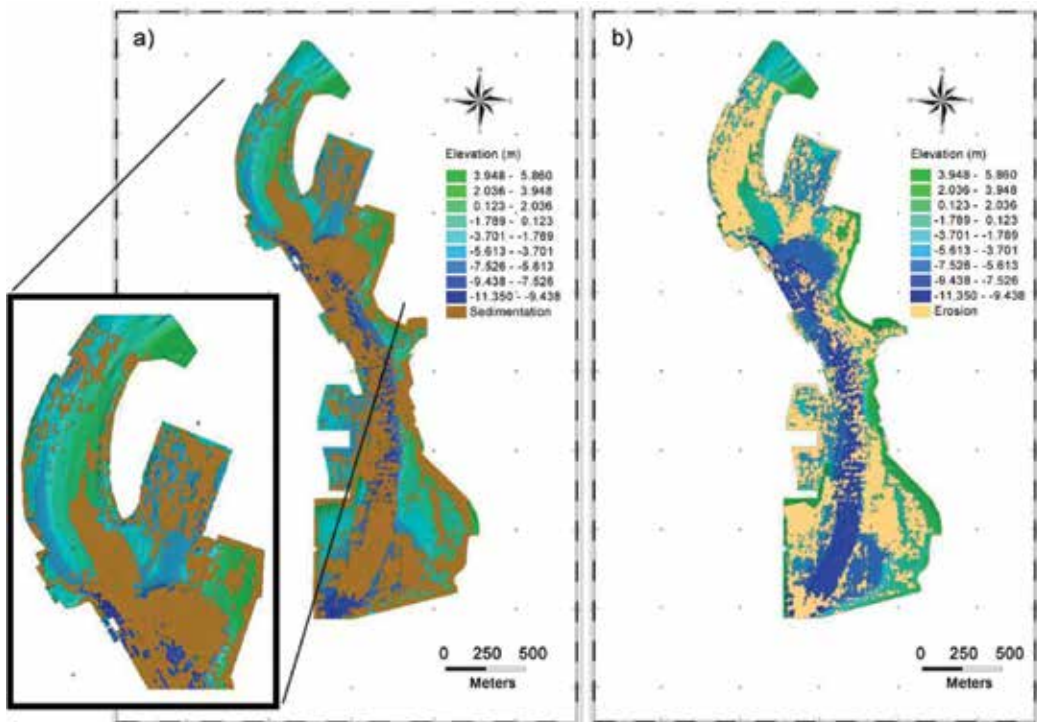 a)
Elevation (m)
3.948 - 5.860
2.036 - 3.948
0.123 - 2.036
-1.789 - 0.123
-3.701 - -1.789
-5.613 - -3.701
-7.526 - -5.613
-9.438 - -7.526
-11.350 - -9.438
Sedimentation
0 250 500
Meters
b)
Elevation (m)
3.948 - 5.860
2.036 - 3.948
0.123 - 2.036
-1.789 - 0.123
-3.701 - -1.789
-5.613 - -3.701
-7.526 - -5.613
-9.438 - -7.526
-11.350 - -9.438
Erosion
0 250 500
Meters